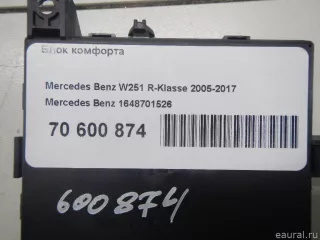 Блок комфорта
Mercedes Benz W251 R-Klasse 2005-2017
Mercedes Benz 1648701526
70 600 874
600874
eaural.ru